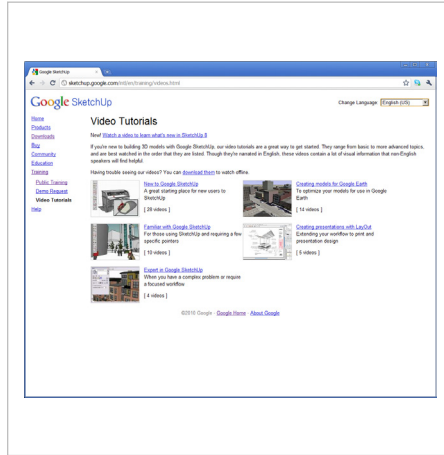 Google SketchUp
sketchup.google.com/intl/en/training/videos.html
Google SketchUp
Change Language: English (US)
Home
Products
Downloads
Buy
Community
Education
Training
Public Training
Demo Request
Video Tutorials
Help
Video Tutorials
New! Watch a video to learn what's new in SketchUp 8
If you're new to building 3D models with Google SketchUp, our video tutorials are a great way to get started. They range from basic to more advanced topics,
and are best watched in the order that they are listed. Though they're narrated in English, these videos contain a lot of visual information that non-English
speakers will find helpful.
Having trouble seeing our videos? You can download them to watch offline.
New to Google SketchUp
A great starting place for new users to
SketchUp
[ 28 videos ]
Creating models for Google Earth
To optimize your models for use in Google
Earth
[ 14 videos ]
Familiar with Google SketchUp
For those using SketchUp and requiring a few
specific pointers
[ 10 videos ]
Creating presentations with LayOut
Extending your workflow to print and
presentation design
[ 6 videos ]
Expert in Google SketchUp
When you have a complex problem or require
a focused workflow
[ 4 videos ]
©2010 Google - Google Home - About Google